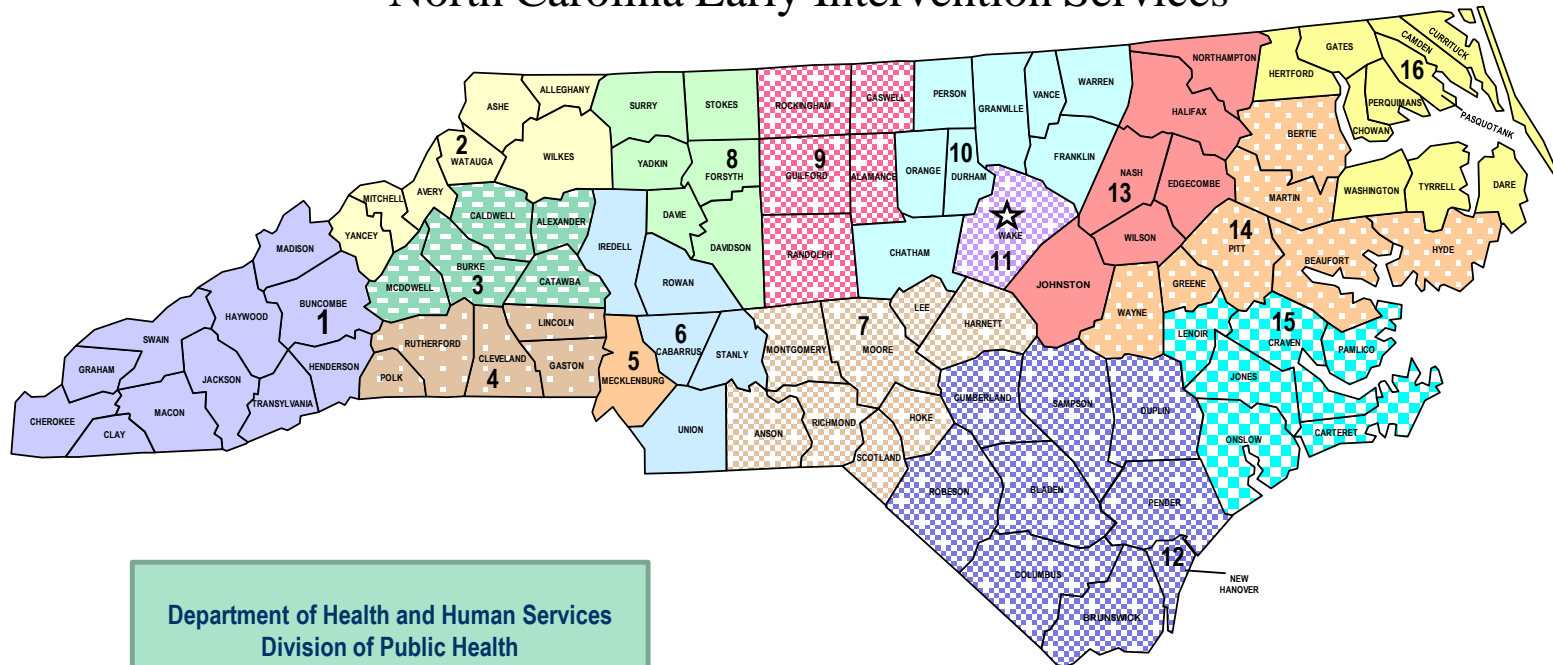 North Carolina Early Intervention Services
NORTHAMPTON
GATES
CAMDEN
CURRITUCK
HERTFORD
16
ALLEGHANY
ASHE
SURRY
STOKES
ROCKINGHAM
CASWELL
PERSON
GRANVILLE
VANCE
WARREN
HALIFAX
PERQUIMANS
PASQUOTANK
CHOWAN
BERTIE
2
WATAUGA
WILKES
YADKIN
8
FORSYTH
9
GUILFORD
ALAMANCE
ORANGE
10
DURHAM
FRANKLIN
NASH
13
EDGECOMBE
MARTIN
WASHINGTON
TYRRELL
DARE
MITCHELL
AVERY
YANCEY
CALDWELL
ALEXANDER
IREDELL
DAVIE
DAVIDSON
RANDOLPH
CHATHAM
WAKE
11
WILSON
14
PITT
BEAUFORT
HYDE
MADISON
BUNCOMBE
1
MCDOWELL
BURKE
3
CATAWBA
ROWAN
LEE
HARNETT
JOHNSTON
WAYNE
GREENE
HAYWOOD
SWAIN
RUTHERFORD
LINCOLN
6
CABARRUS
STANLY
MONTGOMERY
7
MOORE
LENOIR
15
CRAVEN
PAMLICO
GRAHAM
JACKSON
HENDERSON
POLK
CLEVELAND
4
GASTON
5
MECKLENBURG
CUMBERLAND
SAMPSON
DUPLIN
JONES
CHEROKEE
CLAY
MACON
TRANSYLVANIA
UNION
ANSON
RICHMOND
HOKE
SCOTLAND
ONSLOW
CARTERET
ROBESON
BLADEN
PENDER
COLUMBUS
12
BRUNSWICK
NEW
HANOVER
Department of Health and Human Services
Division of Public Health